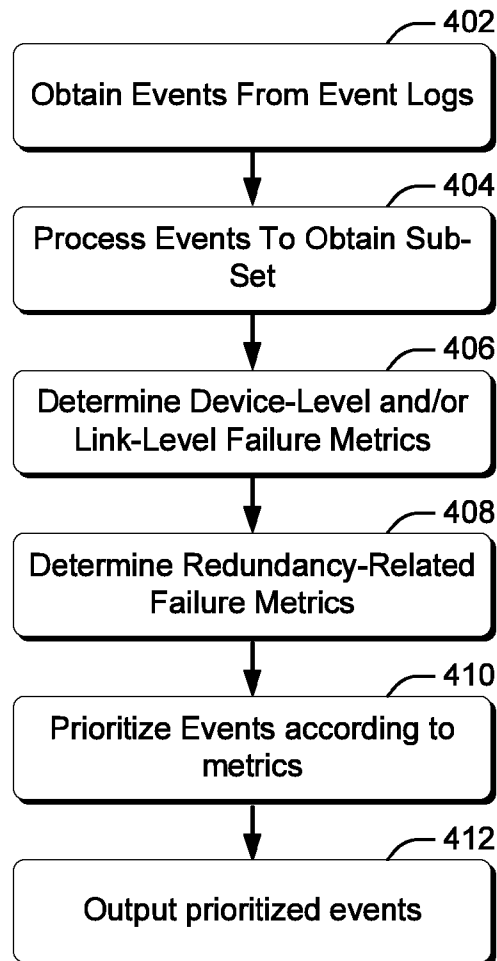 402
Obtain Events From Event Logs
404
Process Events To Obtain Sub-
Set
406
Determine Device-Level and/or
Link-Level Failure Metrics
408
Determine Redundancy-Related
Failure Metrics
410
Prioritize Events according to
metrics
412
Output prioritized events